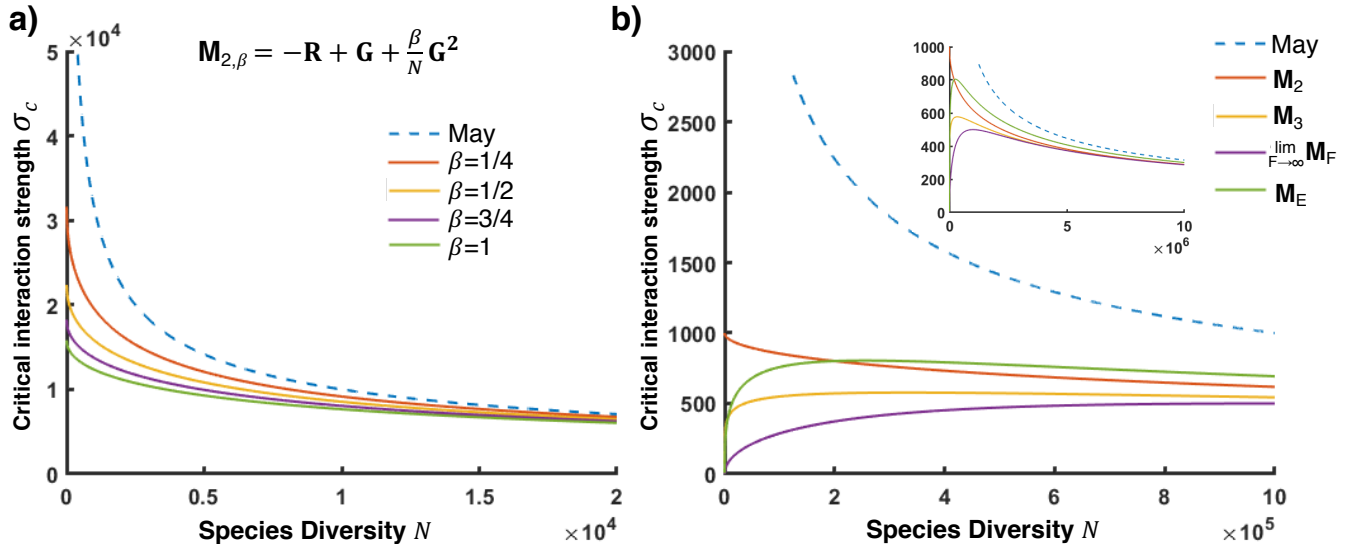 a)
×10⁴
M₂,β = −R + G + β/N G²
Critical interaction strength σc
5
4
3
2
1
0
May
β=1/4
β=1/2
β=3/4
β=1
0
0.5
1
1.5
2
Species Diversity N
×10⁴
b)
Critical interaction strength σc
3000
2500
2000
1500
1000
500
0
1000
800
600
400
200
0
0
5
10
×10⁶
May
M₂
M₃
lim F→∞ M_F
M_E
0
2
4
6
8
10
Species Diversity N
×10⁵